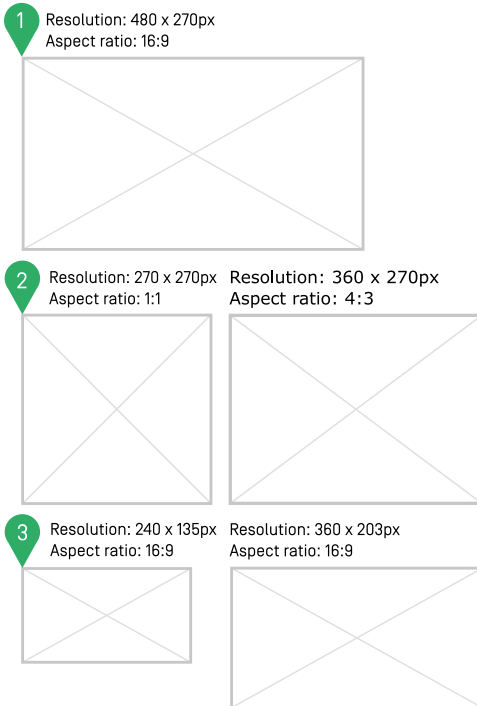 1
Resolution: 480 x 270px
Aspect ratio: 16:9
2
Resolution: 270 x 270px
Aspect ratio: 1:1
Resolution: 360 x 270px
Aspect ratio: 4:3
3
Resolution: 240 x 135px
Aspect ratio: 16:9
Resolution: 360 x 203px
Aspect ratio: 16:9